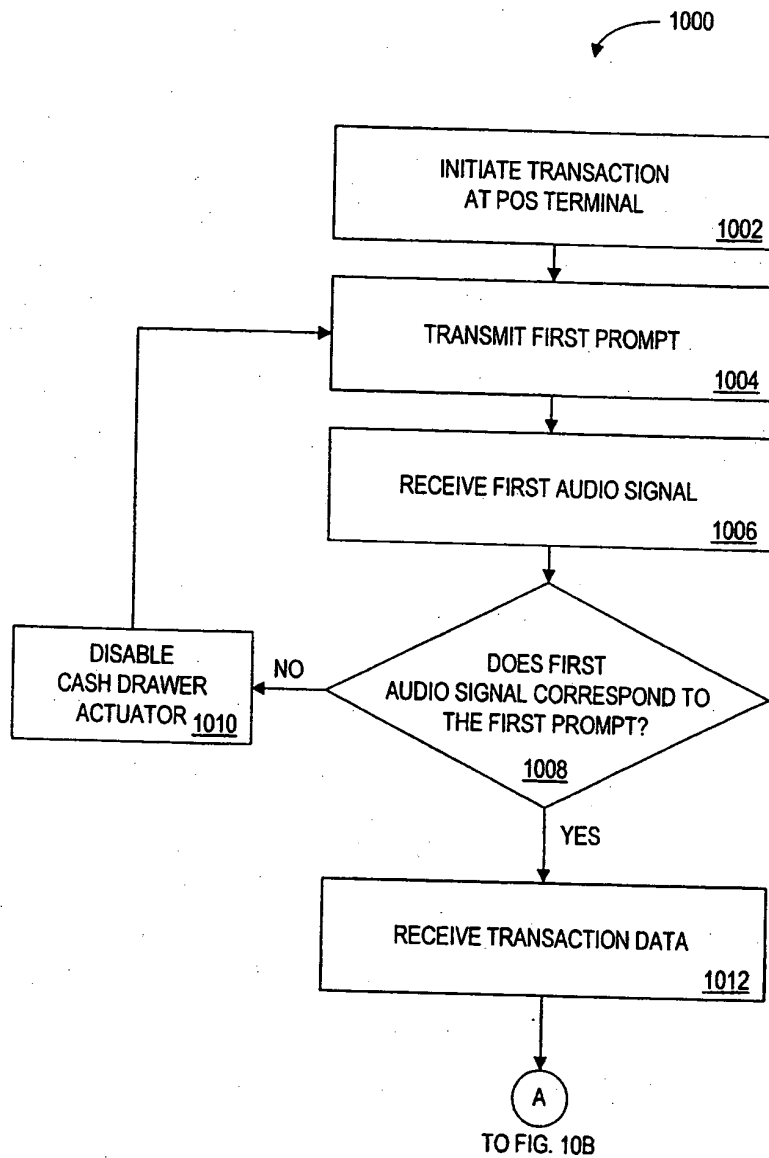 1000
INITIATE TRANSACTION
AT POS TERMINAL
1002
TRANSMIT FIRST PROMPT
1004
RECEIVE FIRST AUDIO SIGNAL
1006
DOES FIRST
AUDIO SIGNAL CORRESPOND TO
THE FIRST PROMPT?
1008
NO
DISABLE
CASH DRAWER
ACTUATOR 1010
YES
RECEIVE TRANSACTION DATA
1012
A
TO FIG. 10B